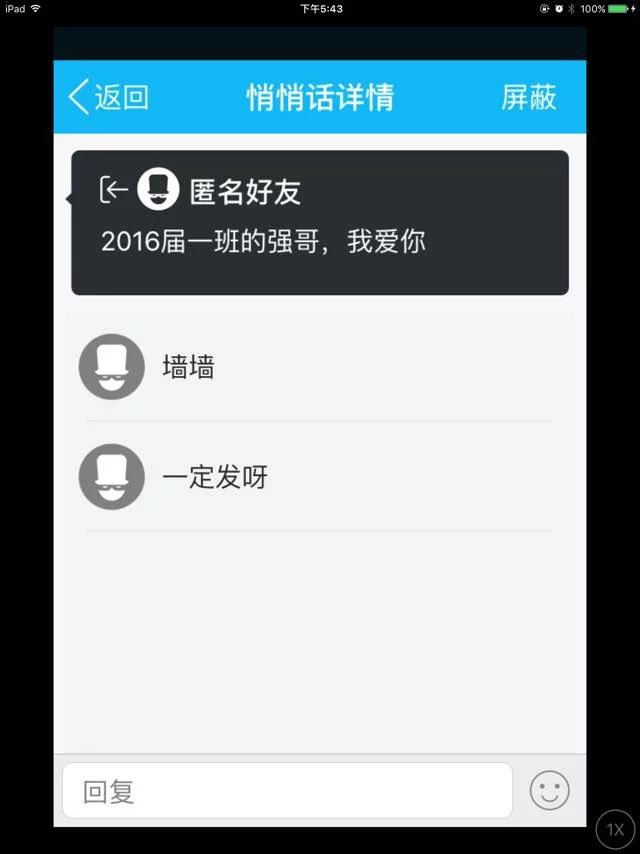 iPad 下午5:43 100%
返回 悄悄话详情 屏蔽
匿名好友
2016届一班的强哥，我爱你
墙墙
一定发呀
回复
1X